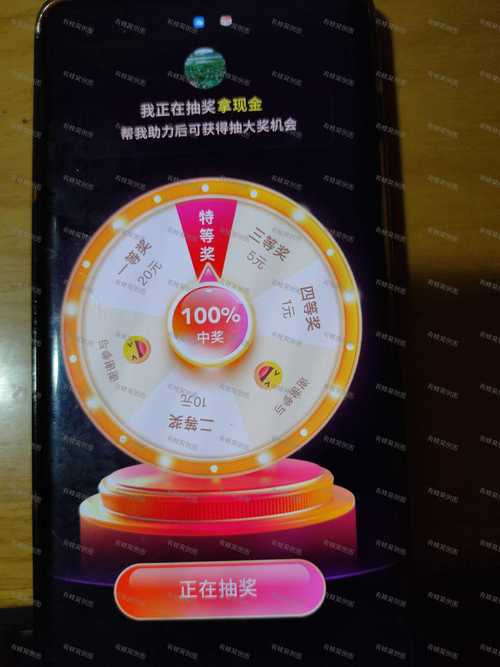 我正在抽奖拿现金
帮我助力后可获得抽大奖机会
特等奖
三等奖
5元
一等奖
20元
四等奖
1元
100%
中奖
谢谢参与
谢谢参与
10元
二等奖
正在抽奖